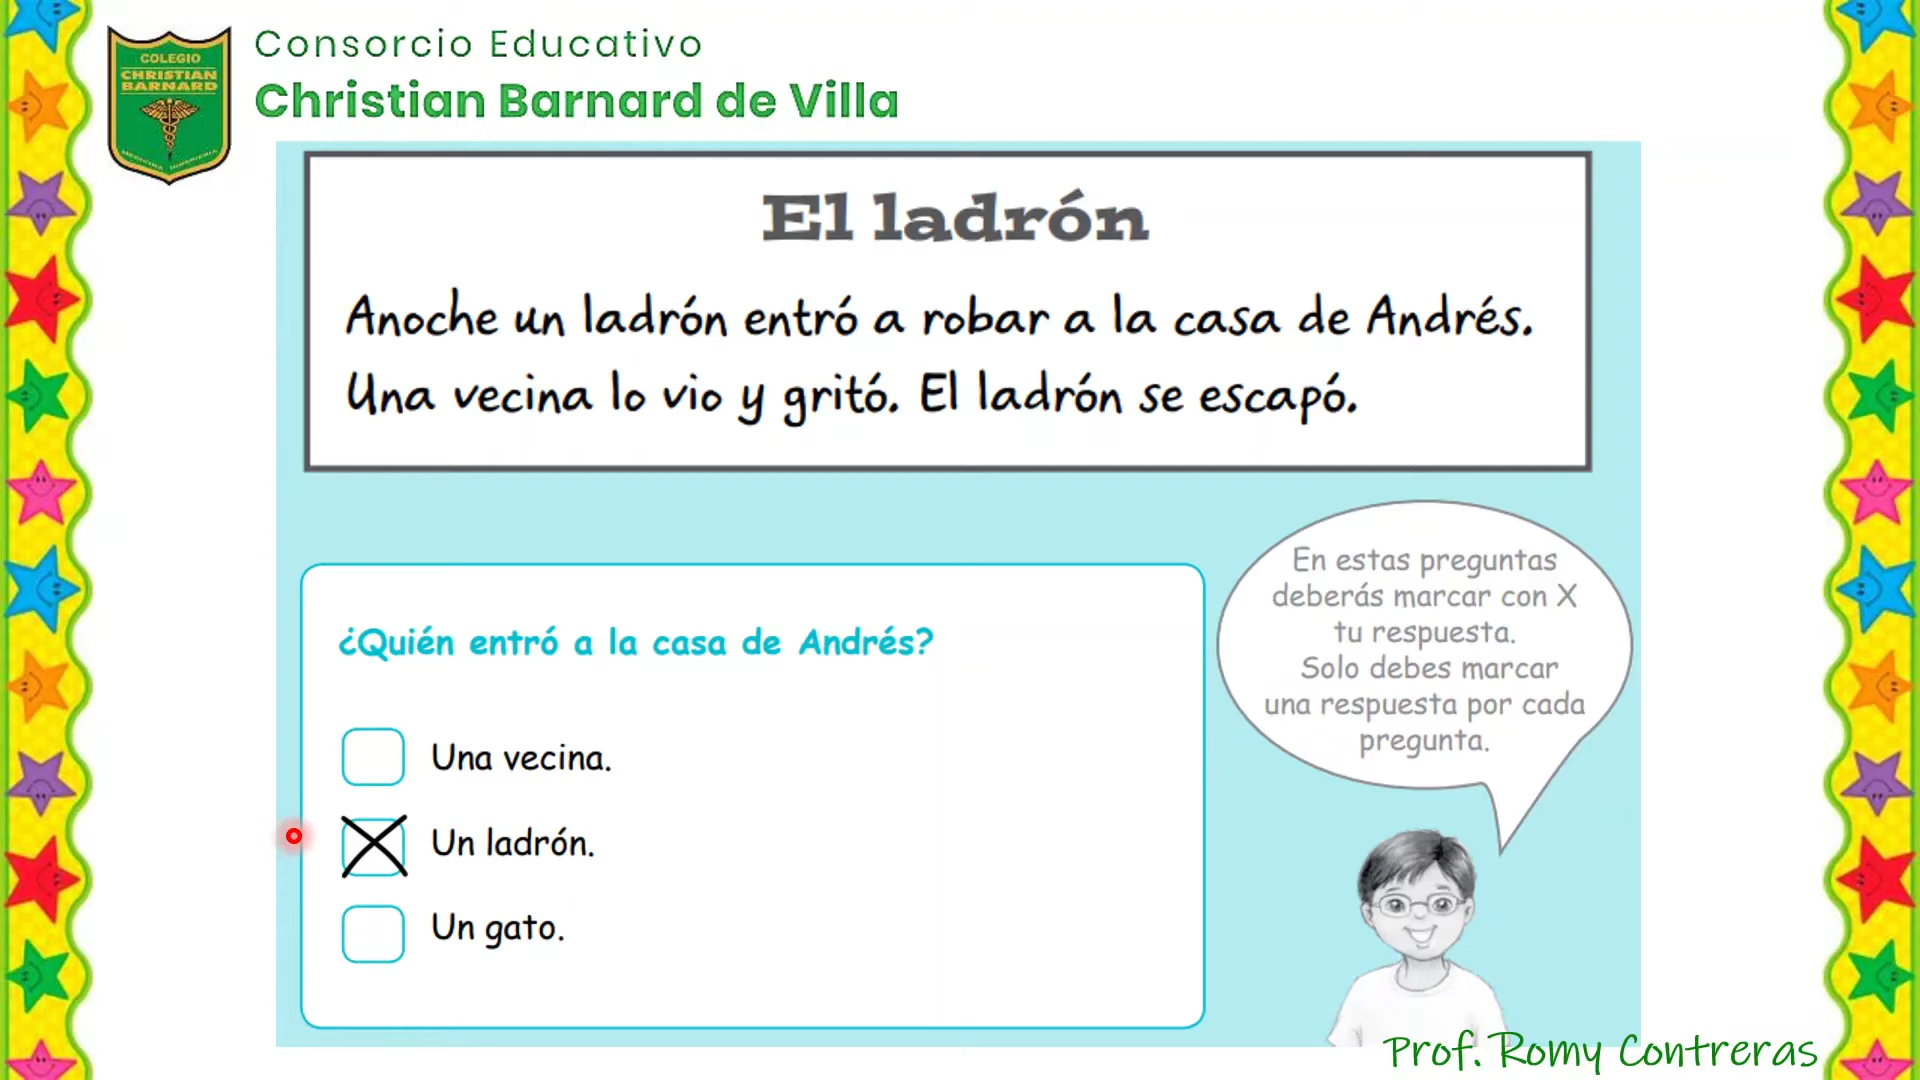 COLEGIO
CHRISTIAN
BARNARD
Consorcio Educativo
Christian Barnard de Villa
El ladrón
Anoche un ladrón entró a robar a la casa de Andrés.
Una vecina lo vio y gritó. El ladrón se escapó.
En estas preguntas
deberás marcar con X
tu respuesta.
Solo debes marcar
una respuesta por cada
pregunta.
¿Quién entró a la casa de Andrés?
Una vecina.
Un ladrón.
Un gato.
Prof. Romy Contreras